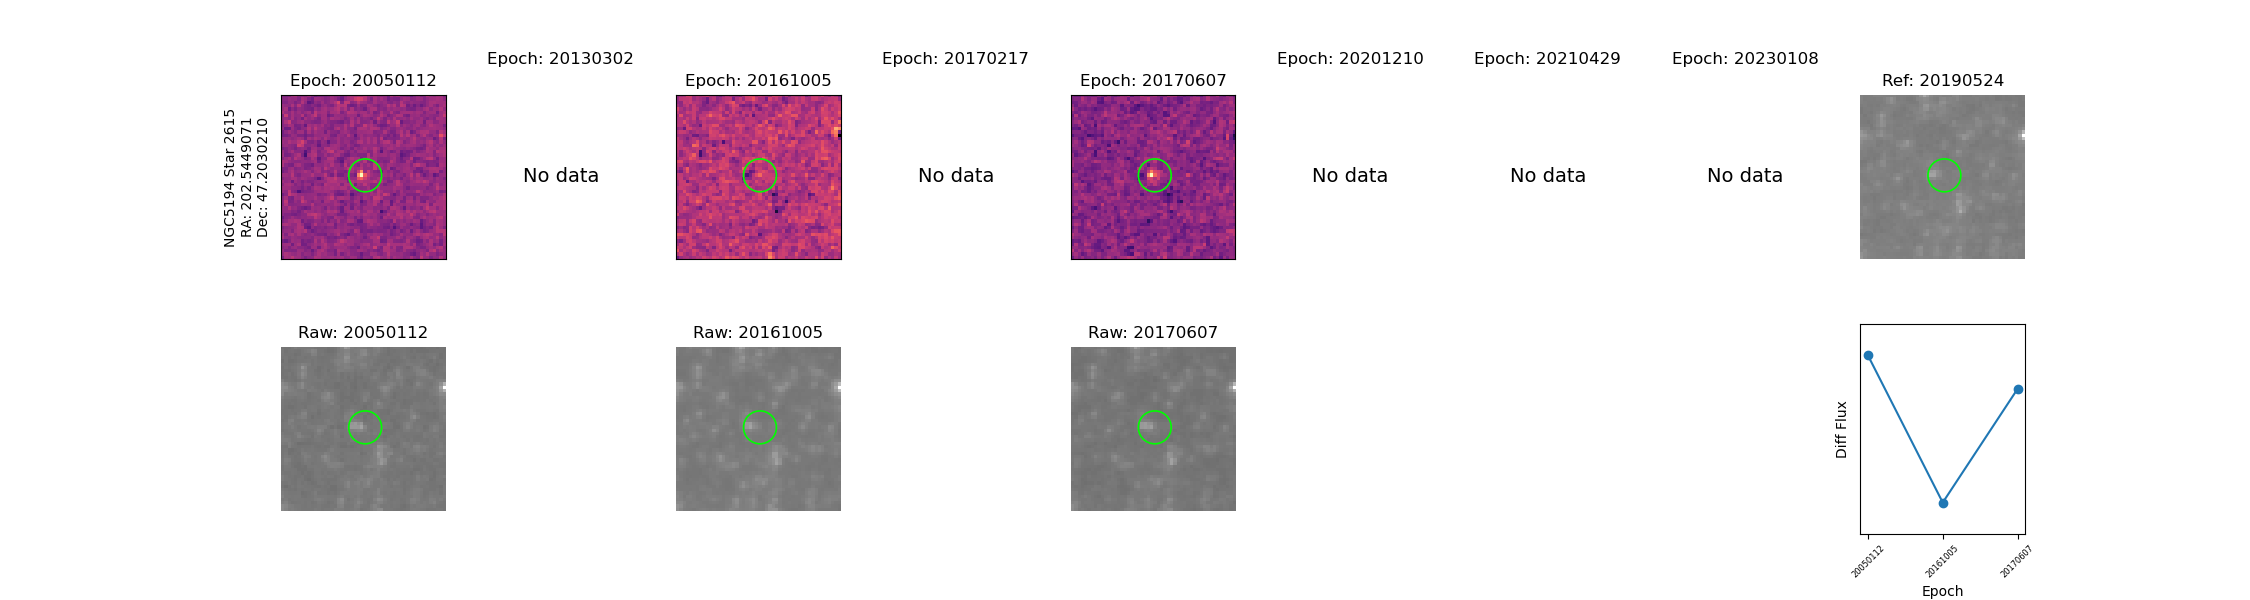 Epoch: 20050112
Epoch: 20130302
Epoch: 20161005
Epoch: 20170217
Epoch: 20170607
Epoch: 20201210
Epoch: 20210429
Epoch: 20230108
Ref: 20190524
NGC5194 Star 2615
RA: 202.5449071
Dec: 47.2030210
No data
No data
No data
No data
No data
Raw: 20050112
Raw: 20161005
Raw: 20170607
Diff Flux
20050112
20161005
20170607
Epoch